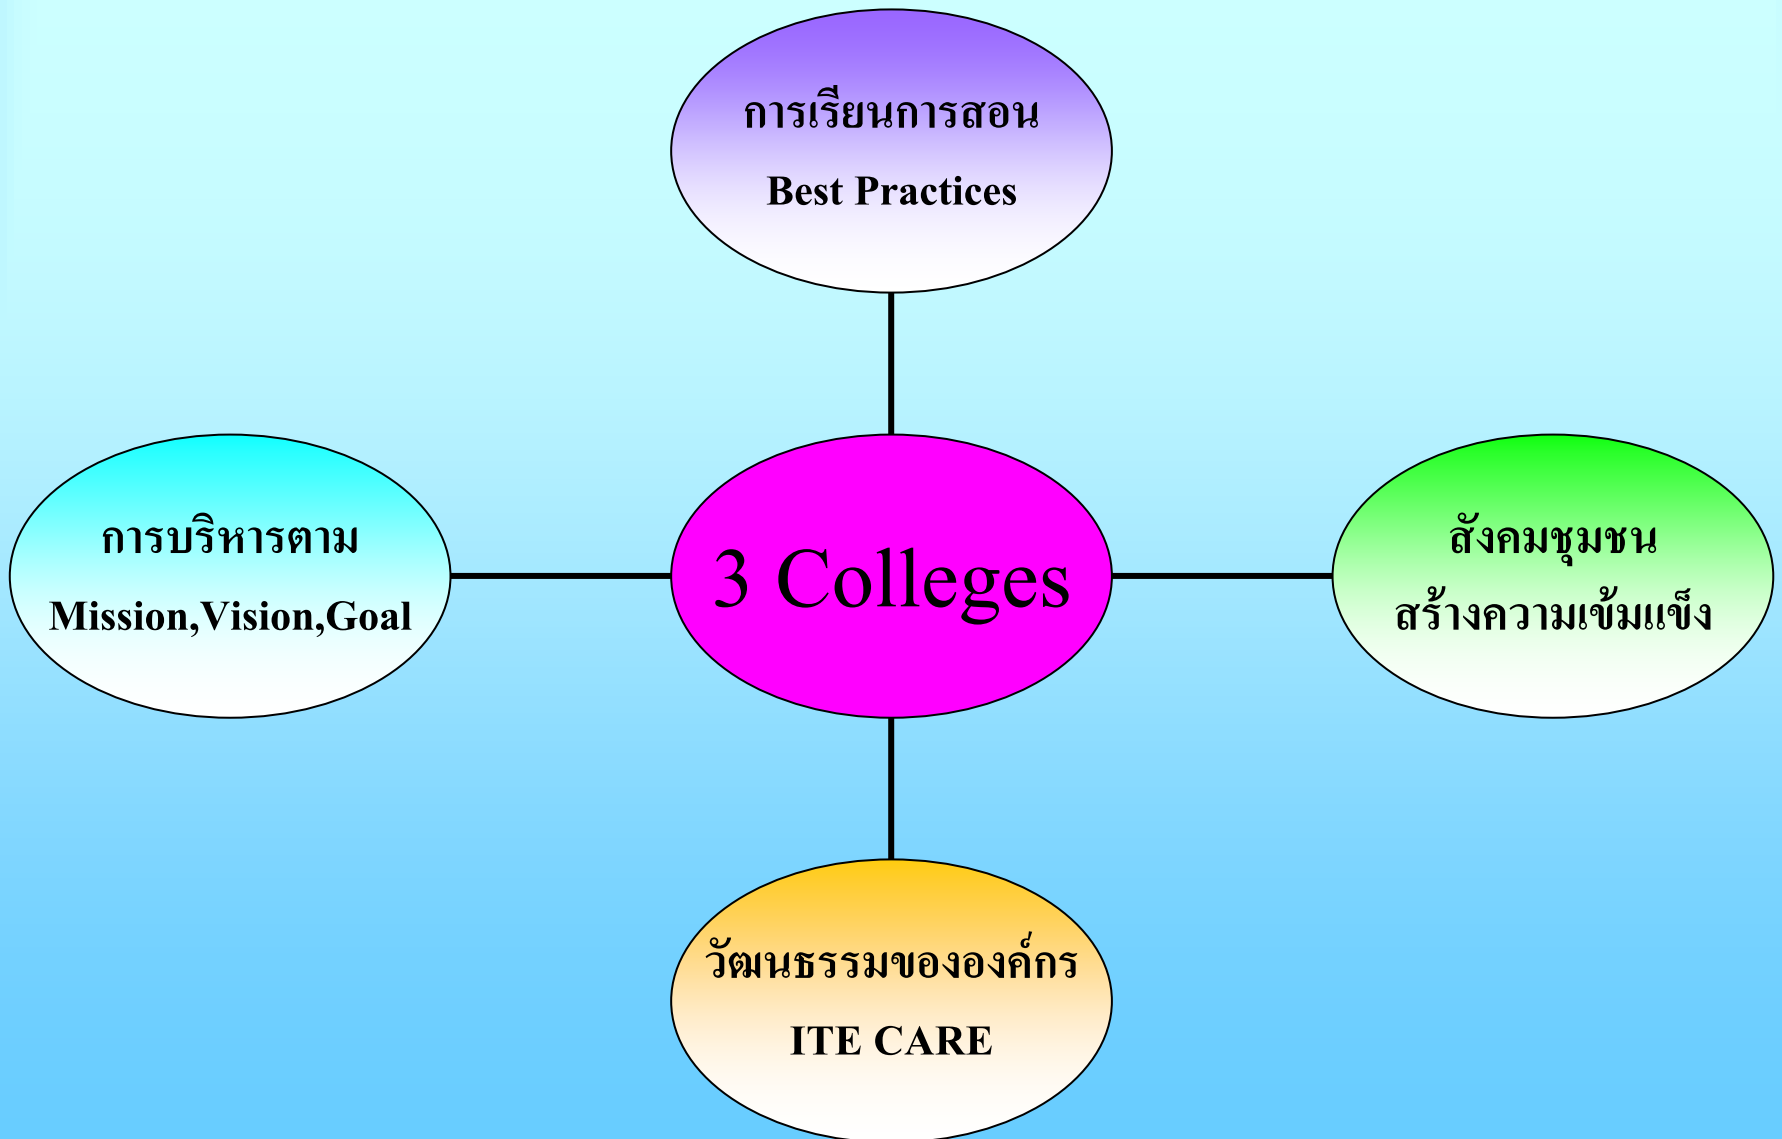 การเรียนการสอน
Best Practices
การบริหารตาม
Mission,Vision,Goal
3 Colleges
สังคมชุมชน
สร้างความเข้มแข็ง
วัฒนธรรมขององค์กร
ITE CARE